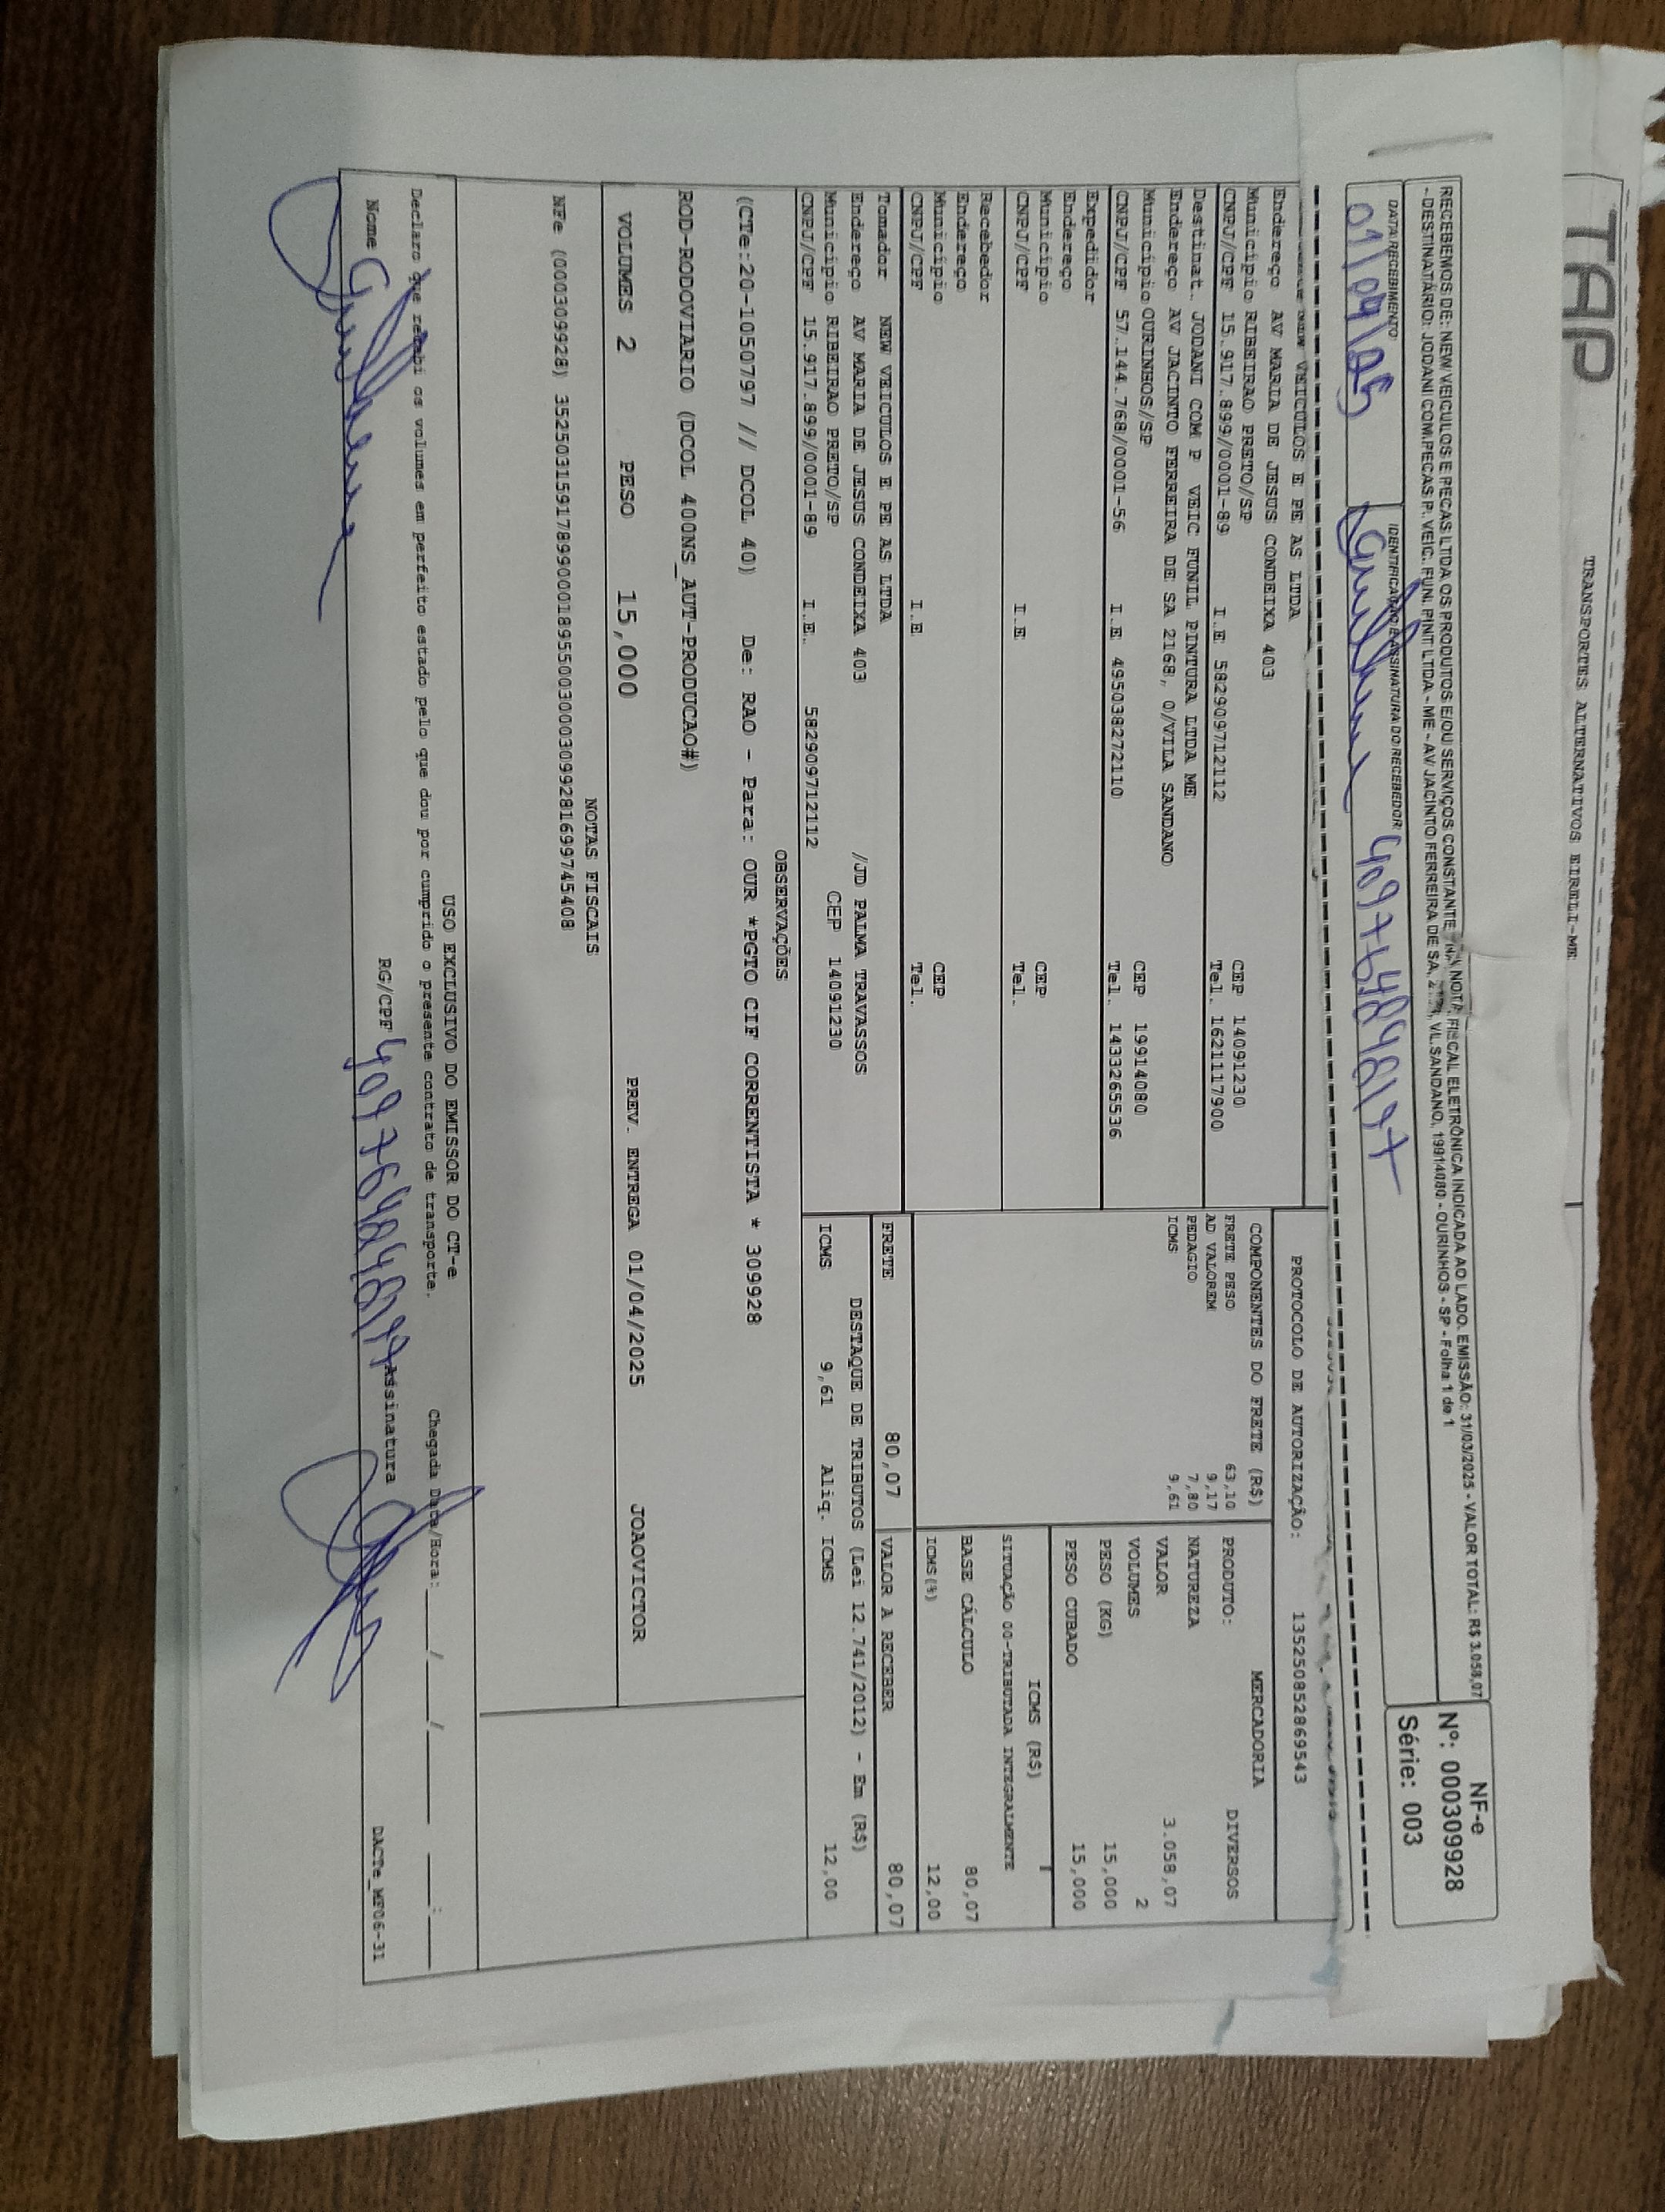 TAP
TRANSPORTES ALTERNATIVOS EIRELI-ME
RECEBEMOS DE: NEW VEICULOS E PECAS LTDA OS PRODUTOS E/OU SERVIÇOS CONSTANTE NOTA FISCAL ELETRÔNICA INDICADA AO LADO. EMISSÃO: 31/03/2025 - VALOR TOTAL: R$ 3.058,07
- DESTINATÁRIO: JODANI COM.PECAS P. VEIC. FUNI. PINT LTDA - ME - AV JACINTO FERREIRA DE SA, VL.SANDANO, 19914080 - OURINHOS - SP - Folha 1 de 1
NF-e
Nº: 000309928
Série: 003
DATA RECEBIMENTO
01/04/25
IDENTIFICAÇÃO E ASSINATURA DO RECEBEDOR
PROTOCOLO DE AUTORIZAÇÃO: 135250852869543
VEICULOS E PE AS LTDA
Endereço AV MARIA DE JESUS CONDEIXA 403
Município RIBEIRAO PRETO/SP CEP 14091230
CNPJ/CPF 15.917.899/0001-89 I.E 582909712112 Tel. 1621117900
Destinat. JODANI COM P VEIC FUNIL PINTURA LTDA ME
Endereço AV JACINTO FERREIRA DE SA 2168, 0/VILA SANDANO
Município OURINHOS/SP CEP 19914080
CNPJ/CPF 57.144.768/0001-56 I.E 495038272110 Tel. 1433265536
Expedidor
Endereço
Município CEP
CNPJ/CPF I.E Tel.
Recebedor
Endereço
Município CEP
CNPJ/CPF I.E Tel.
Tomador NEW VEICULOS E PE AS LTDA
Endereço AV MARIA DE JESUS CONDEIXA 403 /JD PALMA TRAVASSOS
Município RIBEIRAO PRETO/SP CEP 14091230
CNPJ/CPF 15.917.899/0001-89 I.E. 582909712112
COMPONENTES DO FRETE (R$)
FRETE PESO 63,10
AD VALOREM 9,17
PEDAGIO 7,80
ICMS 9,61
MERCADORIA
PRODUTO: DIVERSOS
NATUREZA
VALOR 3.058,07
VOLUMES 2
PESO (KG) 15,000
PESO CUBADO 15,000
ICMS (R$)
SITUAÇÃO 00-TRIBUTADA INTEGRALMENTE
BASE CÁLCULO 80,07
ICMS(%) 12,00
FRETE 80,07 VALOR A RECEBER 80,07
DESTAQUE DE TRIBUTOS (Lei 12.741/2012) - Em (R$)
ICMS 9,61 Aliq. ICMS 12,00
OBSERVAÇÕES
(CTe:20-1050797 // DCOL 40) De: RAO - Para: OUR *PGTO CIF CORRENTISTA * 309928
ROD-RODOVIARIO (DCOL 400NS_AUT-PRODUCAO#)
VOLUMES 2 PESO 15,000 PREV. ENTREGA 01/04/2025 JOAOVICTOR
NOTAS FISCAIS
NFe (000309928) 35250315917899000189550030003099281699745408
USO EXCLUSIVO DO EMISSOR DO CT-e
Declaro que recebi os volumes em perfeito estado pelo que dou por cumprido o presente contrato de transporte. Chegada Data/Hora: ____/____/____ ____:____
Nome RG/CPF Assinatura
DACTe_MF06-31